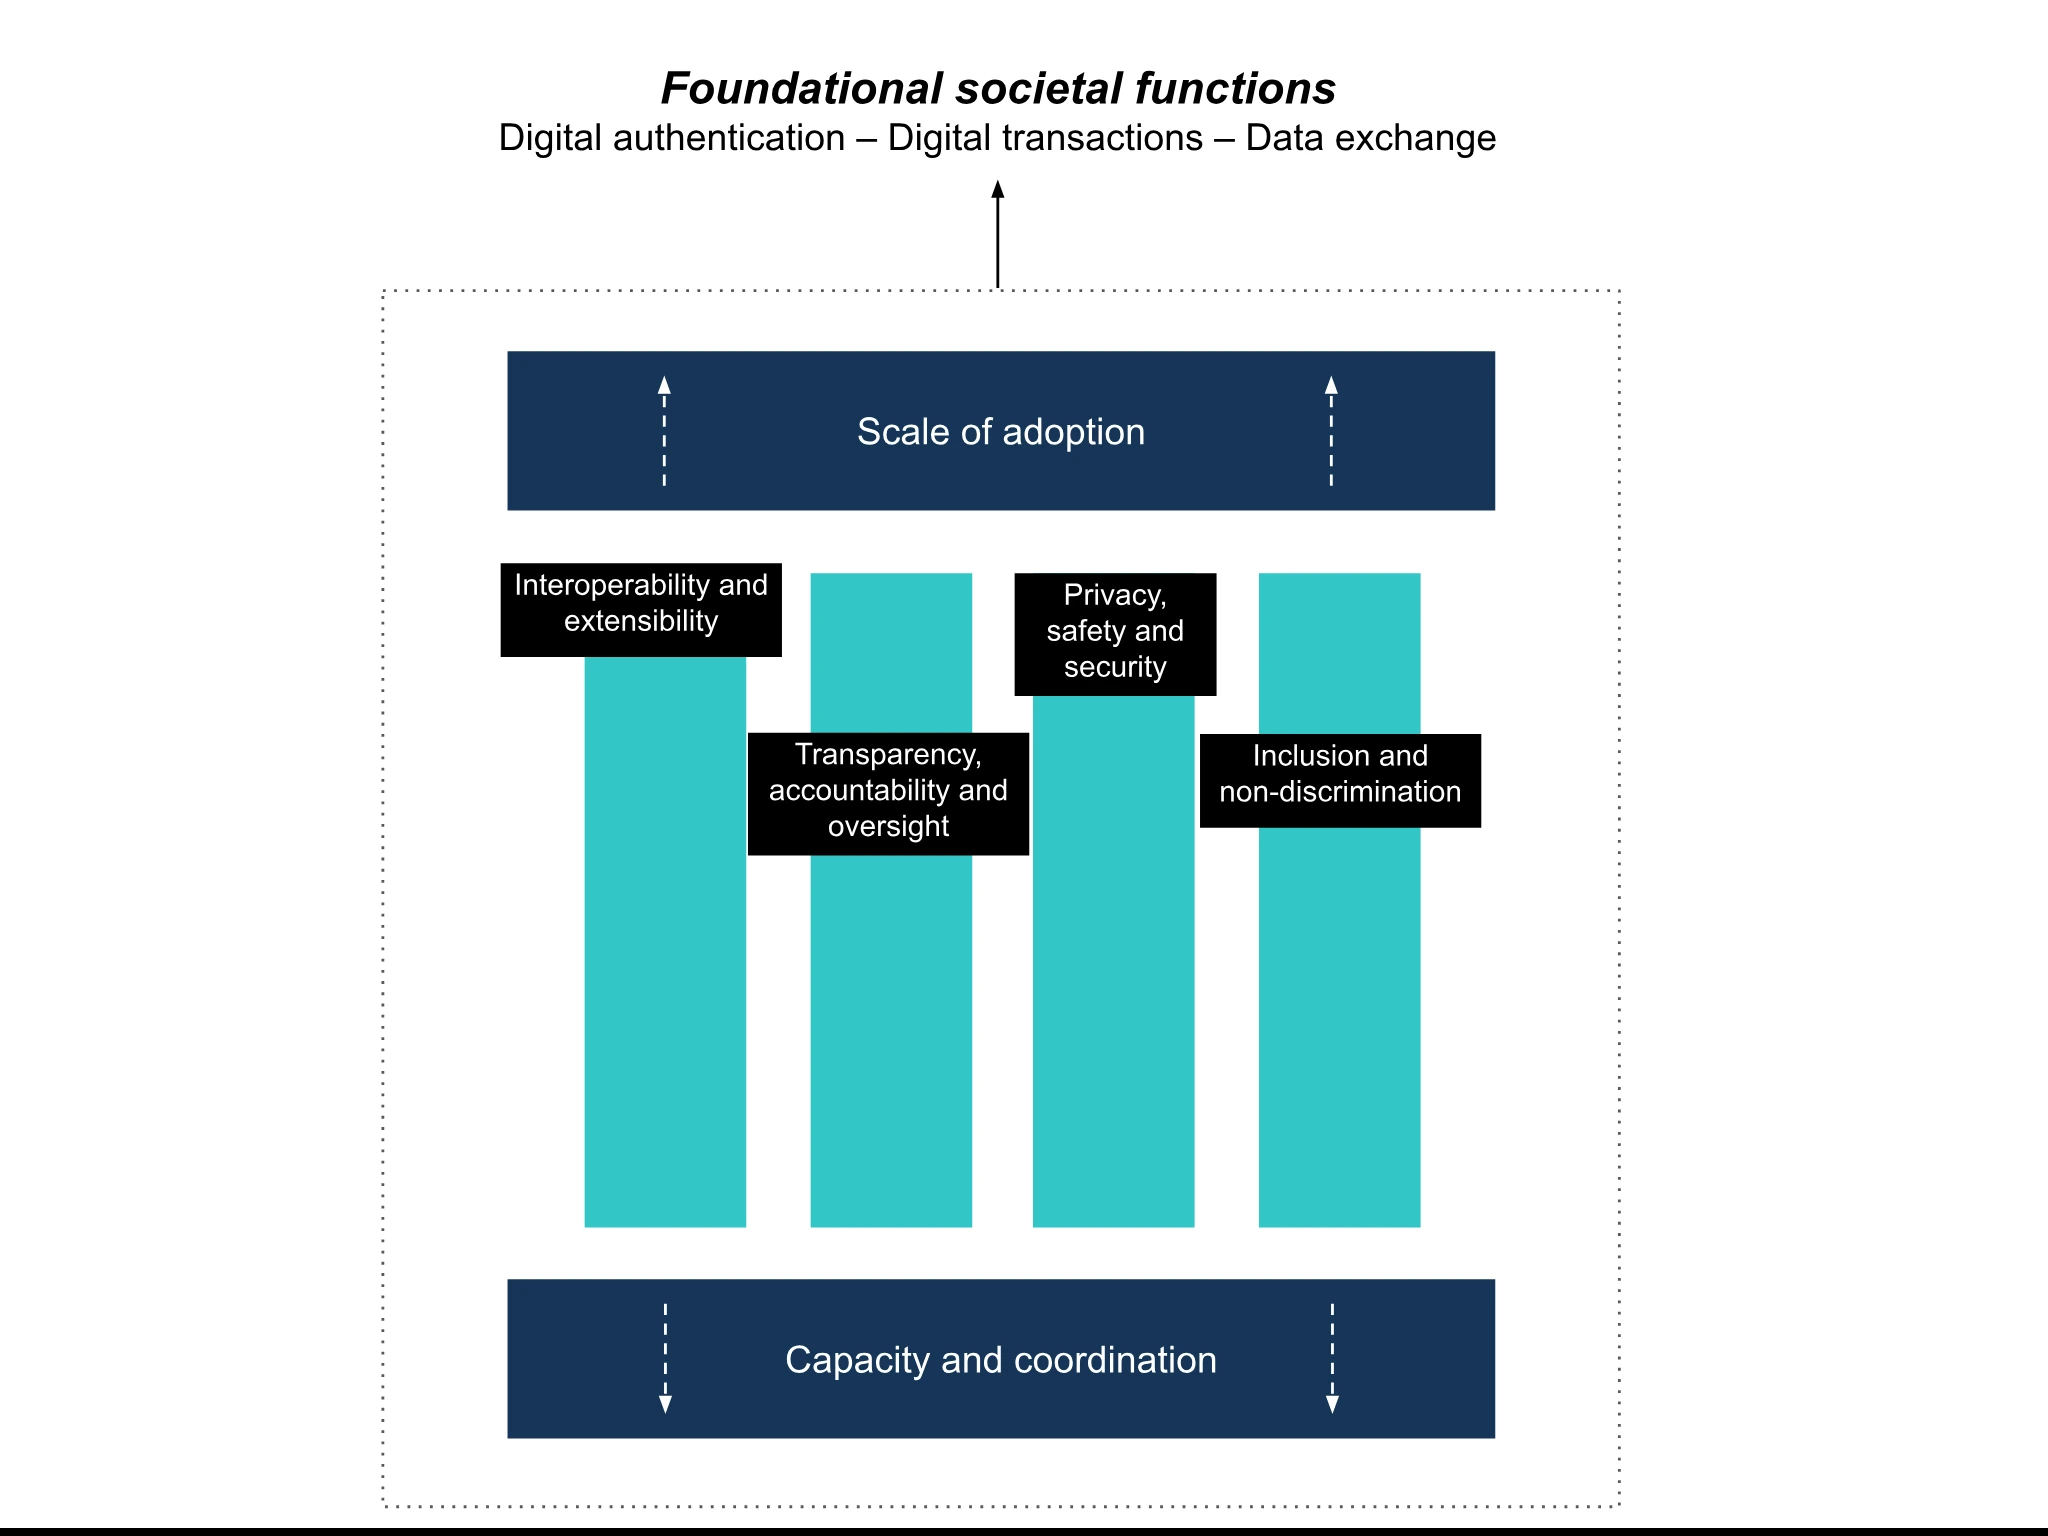 Foundational societal functions
Digital authentication – Digital transactions – Data exchange
Scale of adoption
Interoperability and
extensibility
Transparency,
accountability and
oversight
Privacy,
safety and
security
Inclusion and
non-discrimination
Capacity and coordination